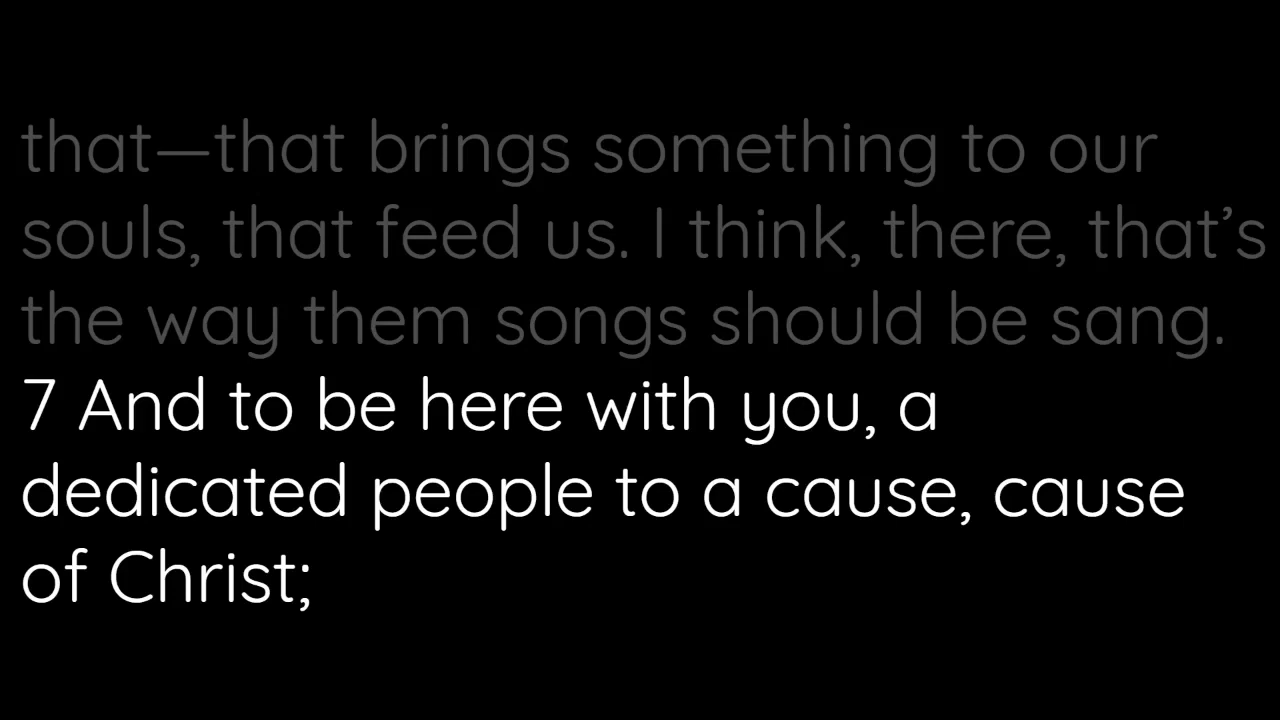 that—that brings something to our
souls, that feed us. I think, there, that’s
the way them songs should be sang.
7 And to be here with you, a
dedicated people to a cause, cause
of Christ;